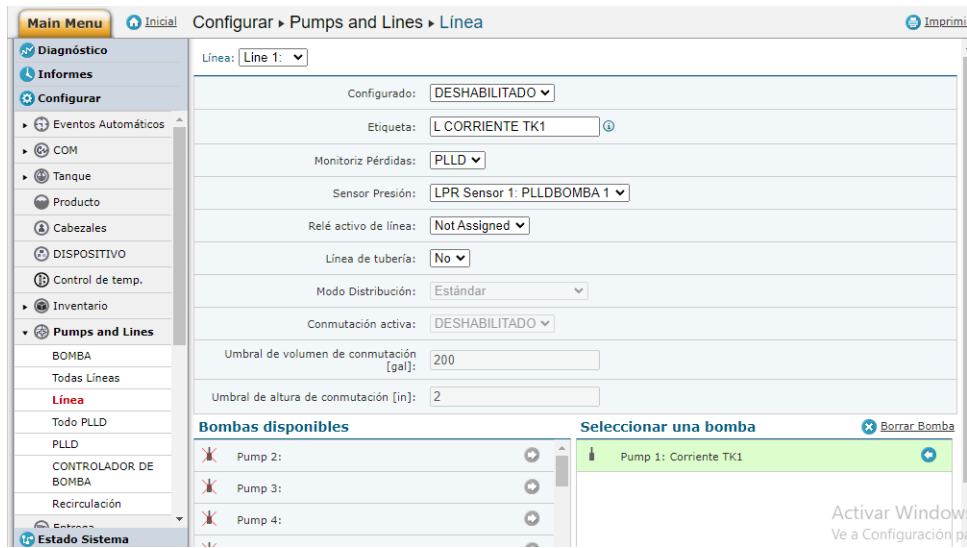 Main Menu
Inicial
Configurar ▸ Pumps and Lines ▸ Línea
Diagnóstico
Informes
Configurar
Eventos Automáticos
COM
Tanque
Producto
Cabezales
DISPOSITIVO
Control de temp.
Inventario
Pumps and Lines
BOMBA
Todas Líneas
Línea
Todo PLLD
PLLD
CONTROLADOR DE
BOMBA
Recirculación
Estado Sistema
Imprimi
Línea: Line 1:
Configurado: DESHABILITADO
Etiqueta: L CORRIENTE TK1
Monitoriz Pérdidas: PLLD
Sensor Presión: LPR Sensor 1: PLLDBOMBA 1
Relé activo de línea: Not Assigned
Línea de tubería: No
Modo Distribución: Estándar
Conmutación activa: DESHABILITADO
Umbral de volumen de conmutación
[gal]: 200
Umbral de altura de conmutación [in]: 2
Bombas disponibles
Pump 2:
Pump 3:
Pump 4:
Seleccionar una bomba
Borrar Bomba
Pump 1: Corriente TK1
Activar Windows
Ve a Configuración